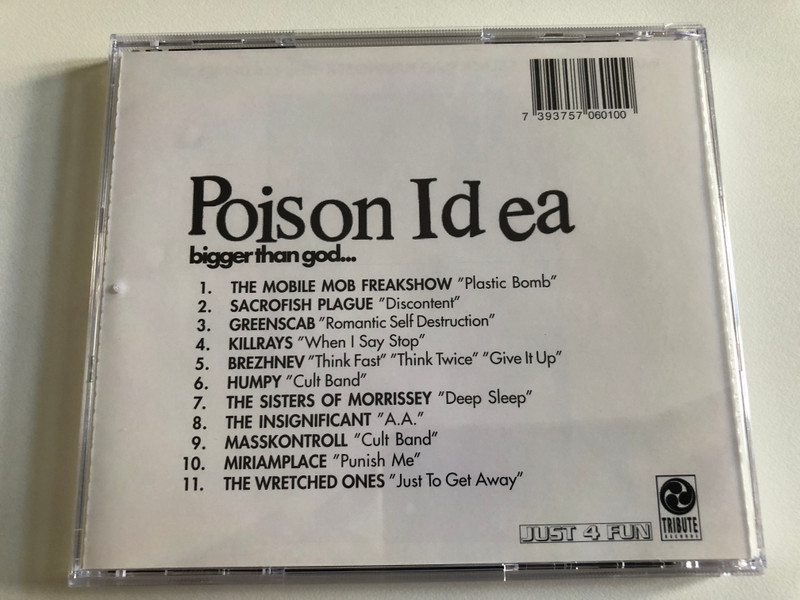 7 393757 060100
Poison Idea
bigger than god...
1. THE MOBILE MOB FREAKSHOW "Plastic Bomb"
2. SACROFISH PLAGUE "Discontent"
3. GREENSCAB "Romantic Self Destruction"
4. KILLRAYS "When I Say Stop"
5. BREZHNEV "Think Fast" "Think Twice" "Give It Up"
6. HUMPY "Cult Band"
7. THE SISTERS OF MORRISSEY "Deep Sleep"
8. THE INSIGNIFICANT "A.A."
9. MASSKONTROLL "Cult Band"
10. MIRIAMPLACE "Punish Me"
11. THE WRETCHED ONES "Just To Get Away"
JUST 4 FUN
TRIBUTE
RECORDS